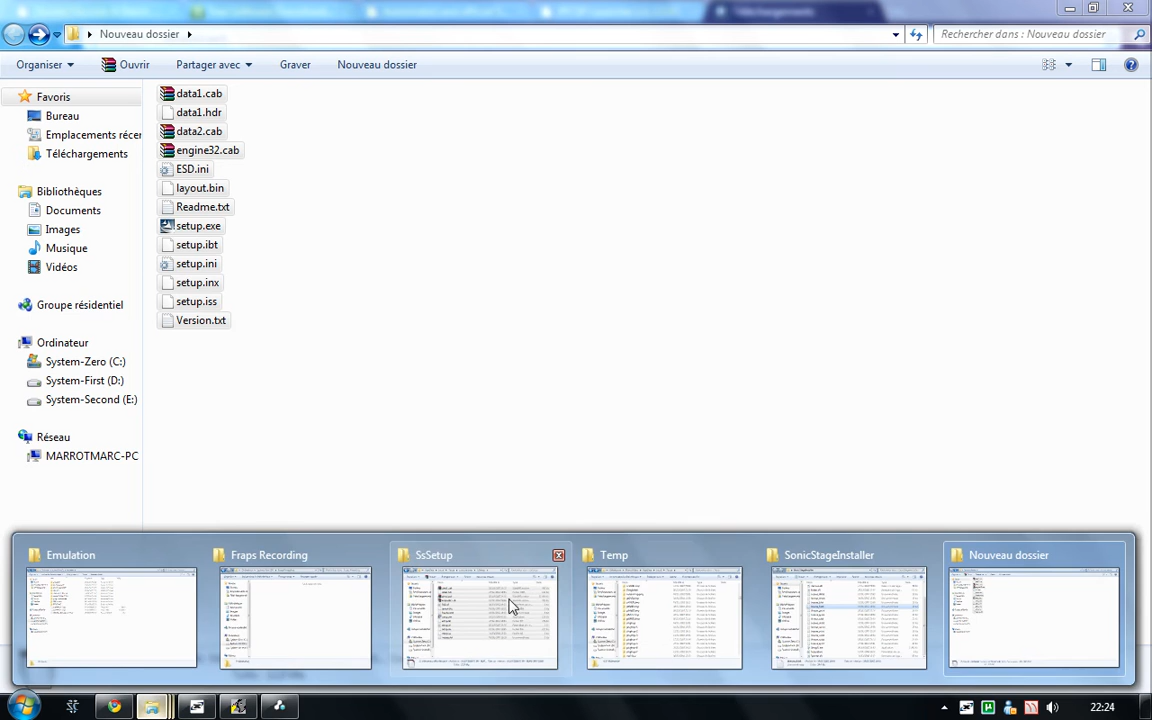 Nouveau dossier
Rechercher dans : Nouveau dossier
Organiser Ouvrir Partager avec Graver Nouveau dossier
Favoris
Bureau
Emplacements récer
Téléchargements
Bibliothèques
Documents
Images
Musique
Vidéos
Groupe résidentiel
Ordinateur
System-Zero (C:)
System-First (D:)
System-Second (E:)
Réseau
MARROTMARC-PC
data1.cab
data1.hdr
data2.cab
engine32.cab
ESD.ini
layout.bin
Readme.txt
setup.exe
setup.ibt
setup.ini
setup.inx
setup.iss
Version.txt
Emulation
Fraps Recording
SsSetup
Temp
SonicStageInstaller
Nouveau dossier
22:24